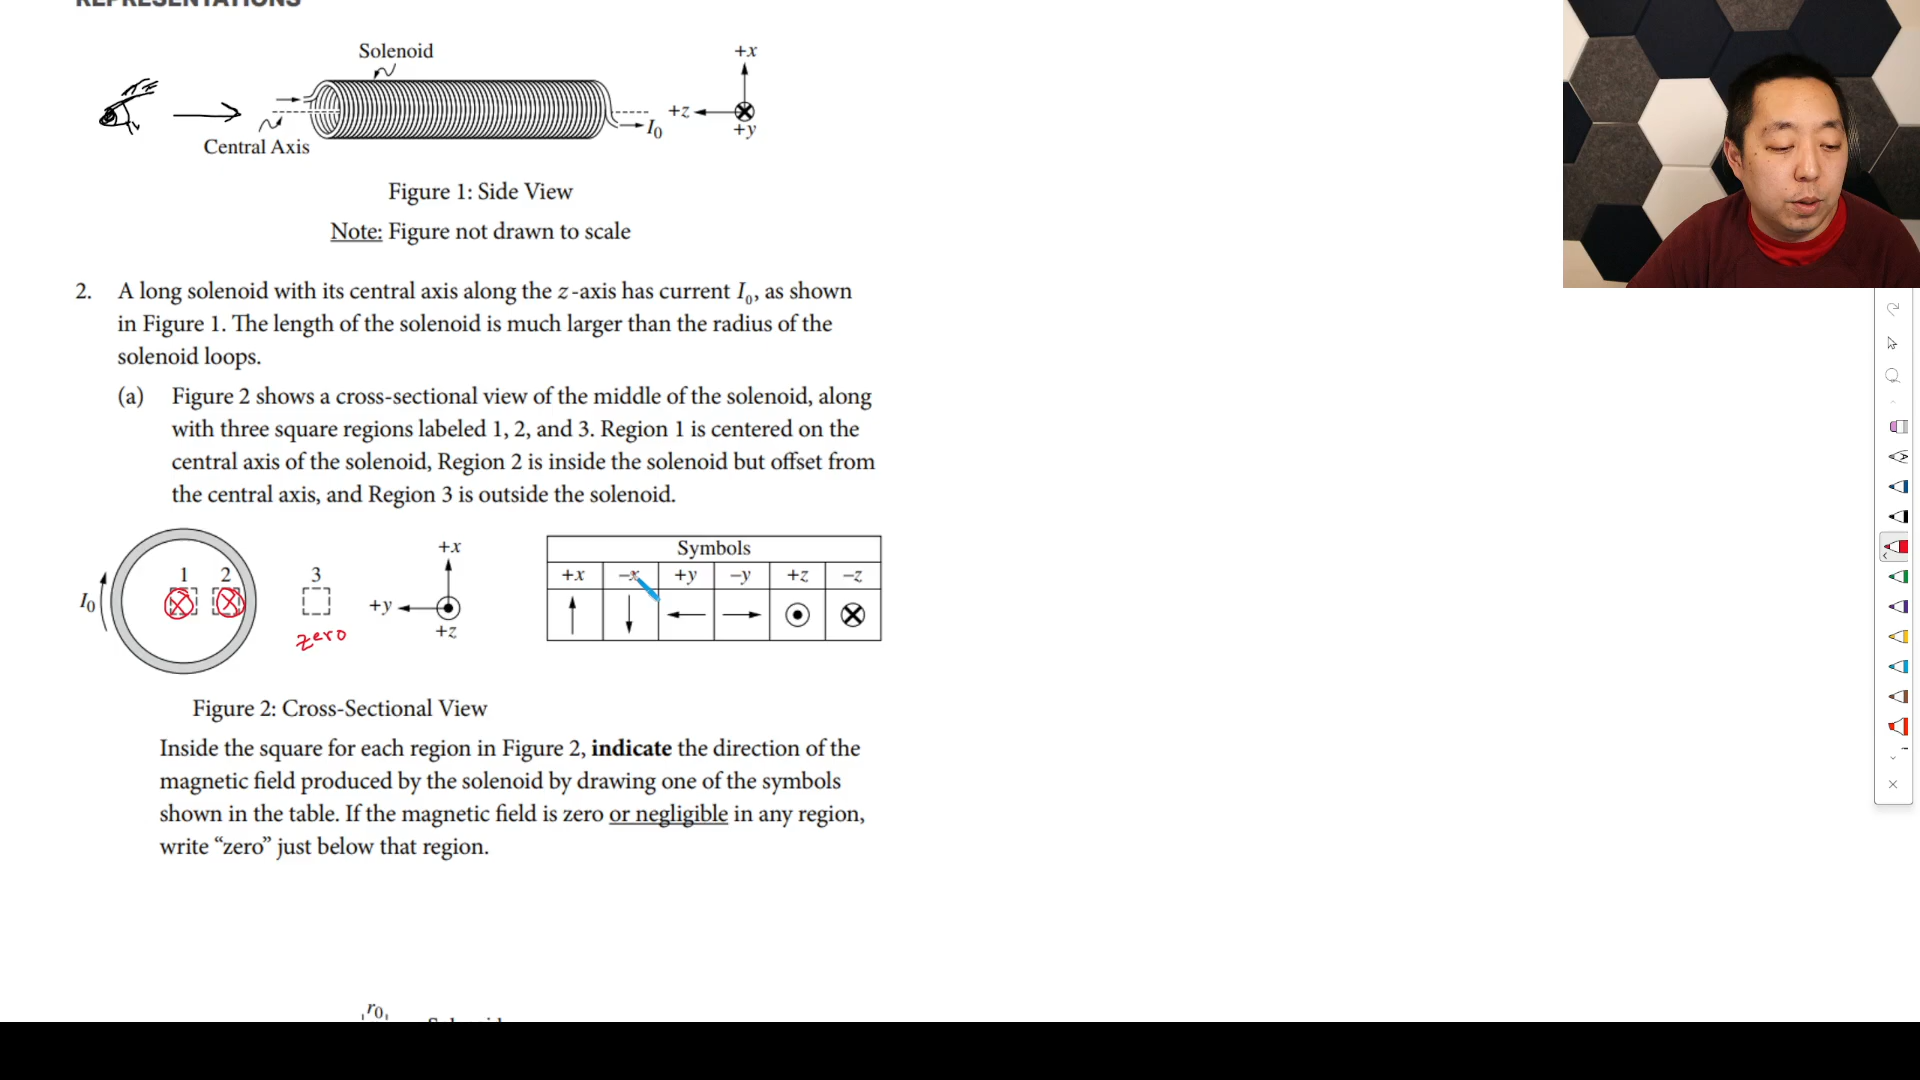 REPRESENTATIONS
Solenoid
+x
+z
+y
I0
Central Axis
Figure 1: Side View
Note: Figure not drawn to scale
2. A long solenoid with its central axis along the z-axis has current I0, as shown
in Figure 1. The length of the solenoid is much larger than the radius of the
solenoid loops.
(a) Figure 2 shows a cross-sectional view of the middle of the solenoid, along
with three square regions labeled 1, 2, and 3. Region 1 is centered on the
central axis of the solenoid, Region 2 is inside the solenoid but offset from
the central axis, and Region 3 is outside the solenoid.
I0
1 2 3
zero
+x
+y
+z
Symbols
+x −x +y −y +z −z
Figure 2: Cross-Sectional View
Inside the square for each region in Figure 2, indicate the direction of the
magnetic field produced by the solenoid by drawing one of the symbols
shown in the table. If the magnetic field is zero or negligible in any region,
write “zero” just below that region.
r0